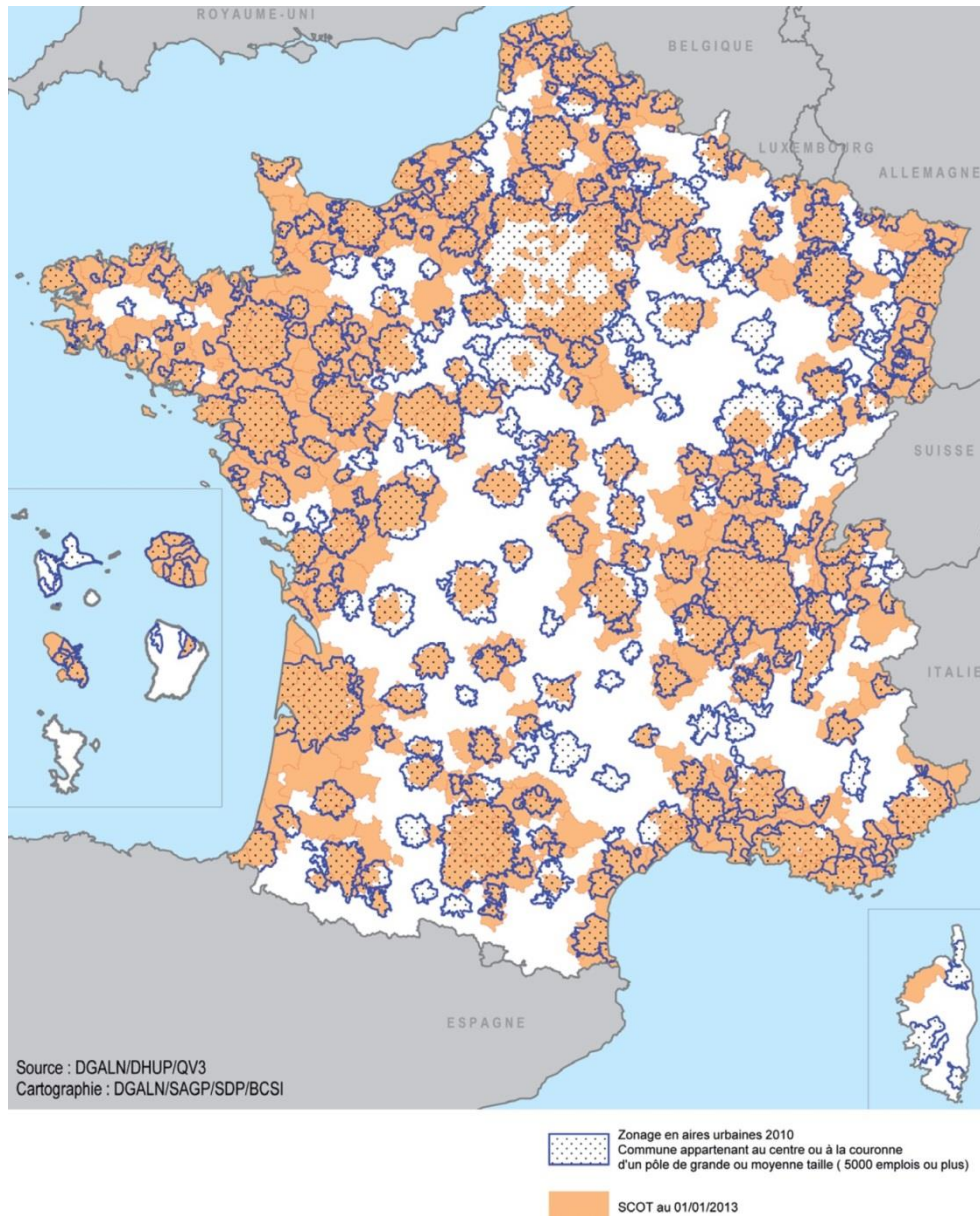 ROYAUME-UNI
BELGIQUE
LUXEMBOURG
ALLEMAGNE
SUISSE
ITALIE
ESPAGNE
Source : DGALN/DHUP/QV3
Cartographie : DGALN/SAGP/SDP/BCSI
Zonage en aires urbaines 2010
Commune appartenant au centre ou à la couronne
d'un pôle de grande ou moyenne taille ( 5000 emplois ou plus)
SCOT au 01/01/2013